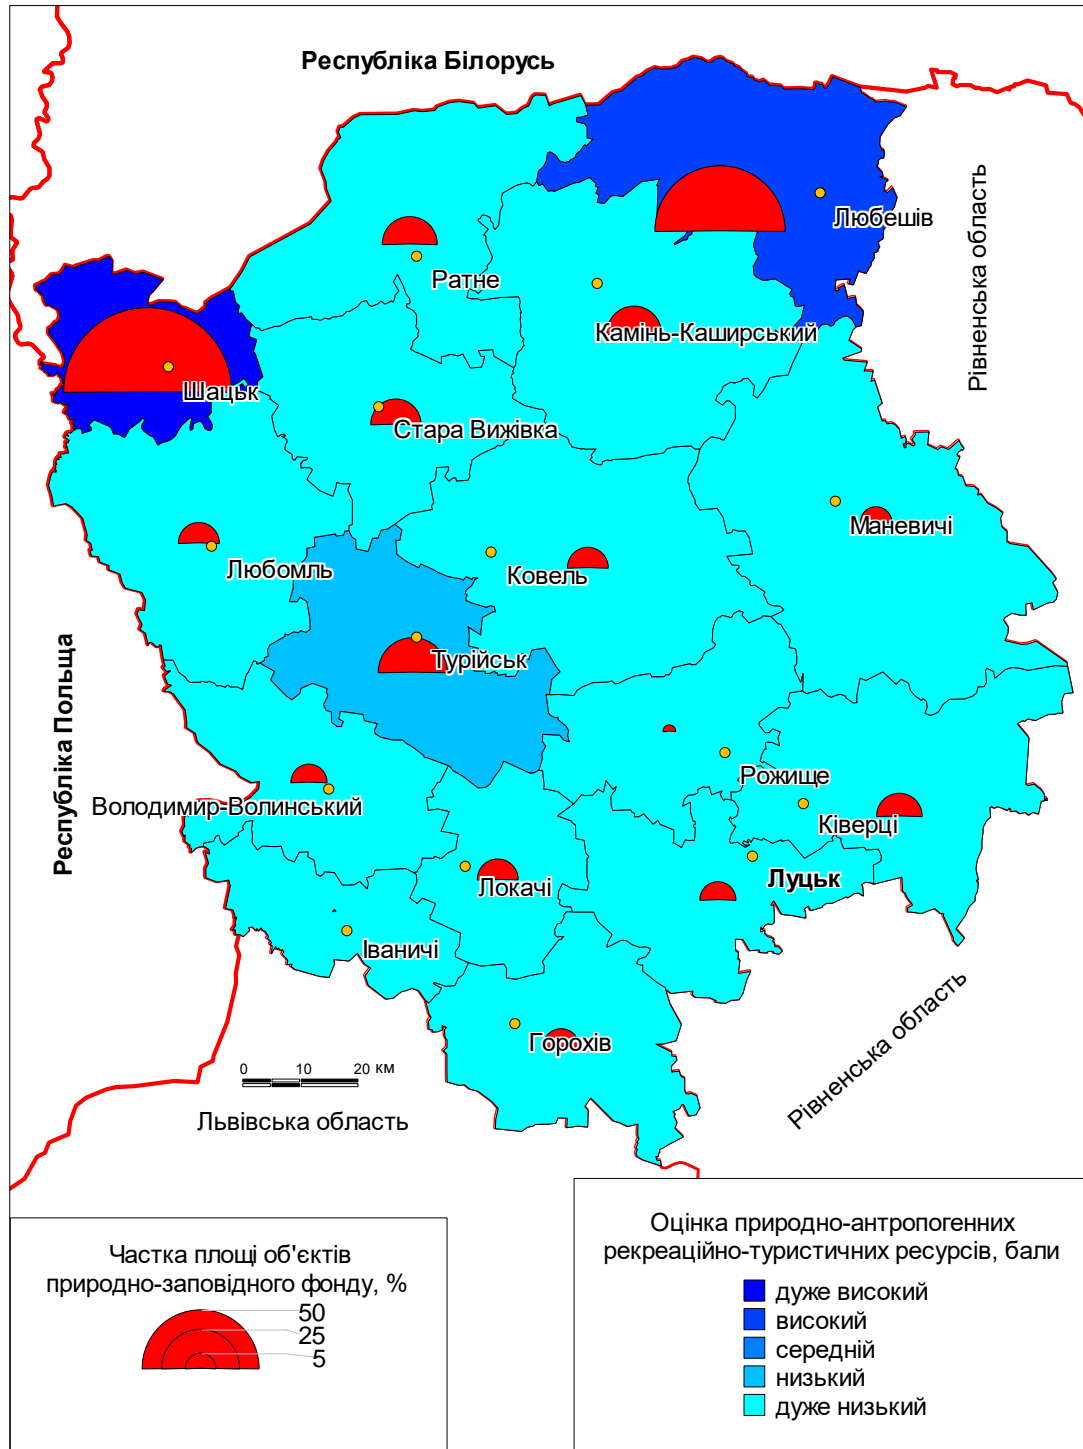 Республіка Білорусь
Рівненська область
Любешів
Ратне
Камінь-Каширський
Шацьк
Стара Вижівка
Маневичі
Любомль
Ковель
Турійськ
Республіка Польща
Рожище
Володимир-Волинський
Ківерці
Луцьк
Локачі
Іваничі
Горохів
Рівненська область
0 10 20 км
Львівська область
Частка площі об'єктів
природно-заповідного фонду, %
50
25
5
Оцінка природно-антропогенних
рекреаційно-туристичних ресурсів, бали
дуже високий
високий
середній
низький
дуже низький